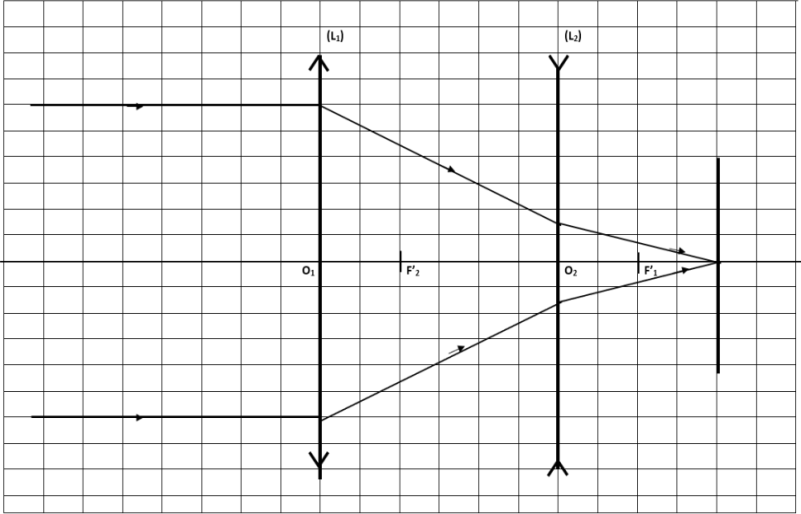 (L₁) (L₂)
O₁ F'₂ O₂ F'₁